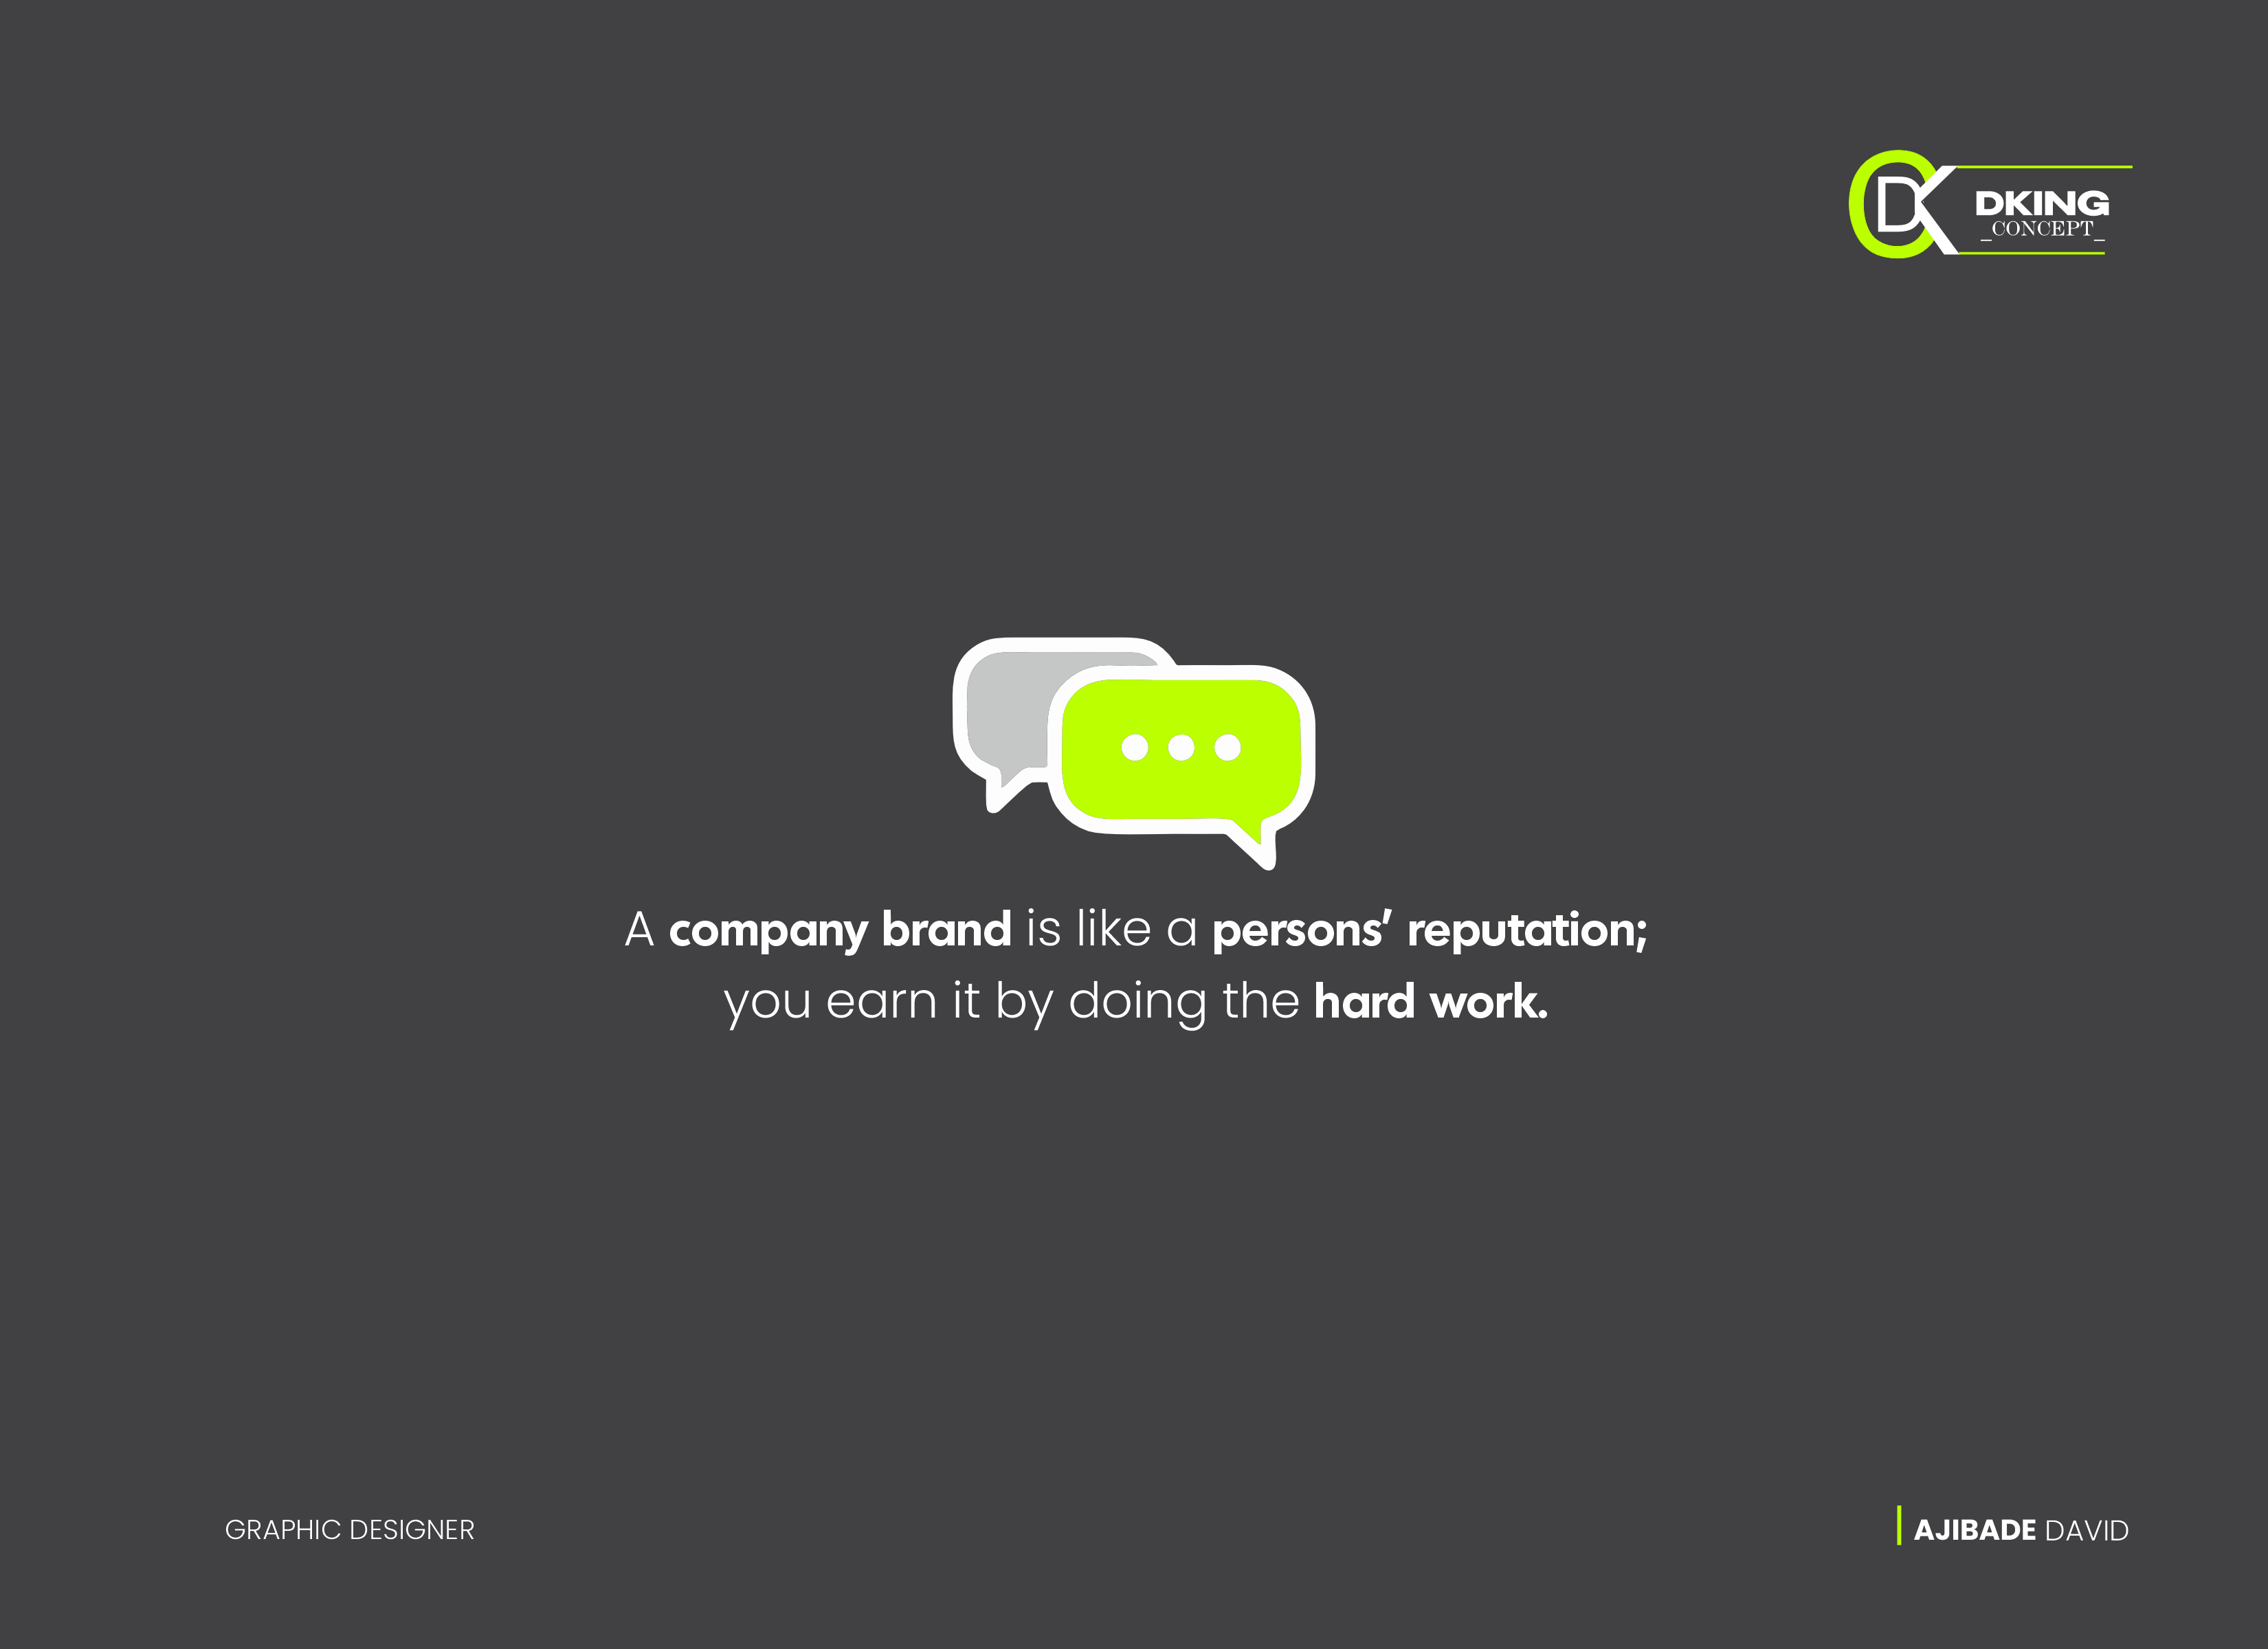 DKING
_CONCEPT_
A company brand is like a persons’ reputation;
you earn it by doing the hard work.
GRAPHIC DESIGNER
AJIBADE DAVID